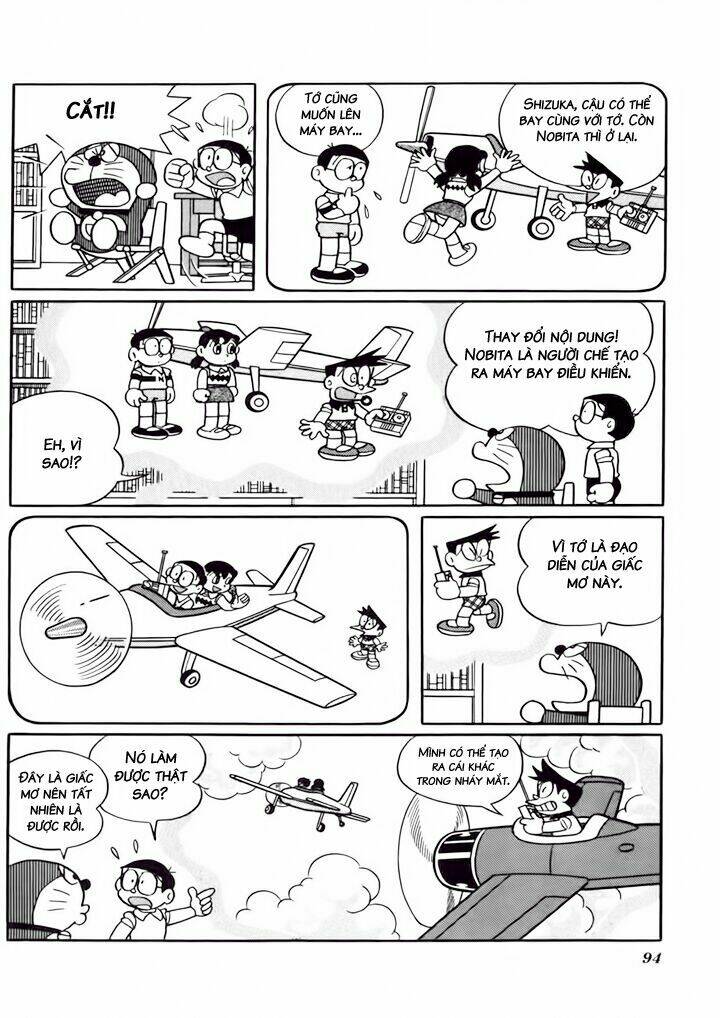 Cắt!!
Tớ cũng
muốn lên
máy bay...
Shizuka, cậu có thể
bay cùng với tớ. Còn
Nobita thì ở lại.
Thay đổi nội dung!
Nobita là người chế tạo
ra máy bay điều khiển.
Eh, vì
sao!?
Vì tớ là đạo
diễn của giấc
mơ này.
Đây là giấc
mơ nên tất
nhiên là
được rồi.
Nó làm
được thật
sao?
Mình có thể tạo
ra cái khác
trong nháy mắt.
94